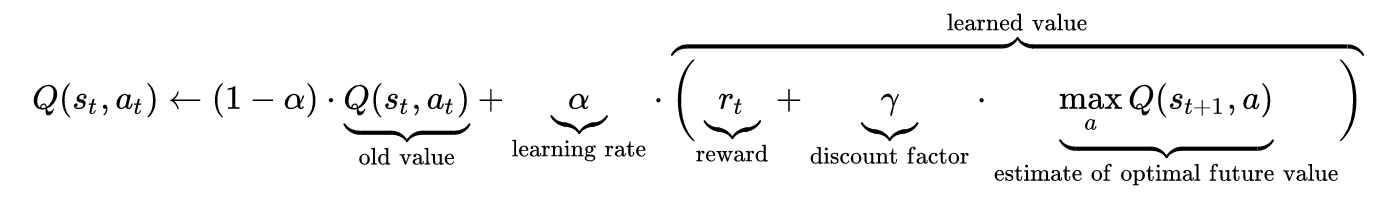 learned value
Q(s_t, a_t) ← (1 − α) · Q(s_t, a_t) + α · ( r_t + γ · max_a Q(s_{t+1}, a) )
old value learning rate reward discount factor estimate of optimal future value